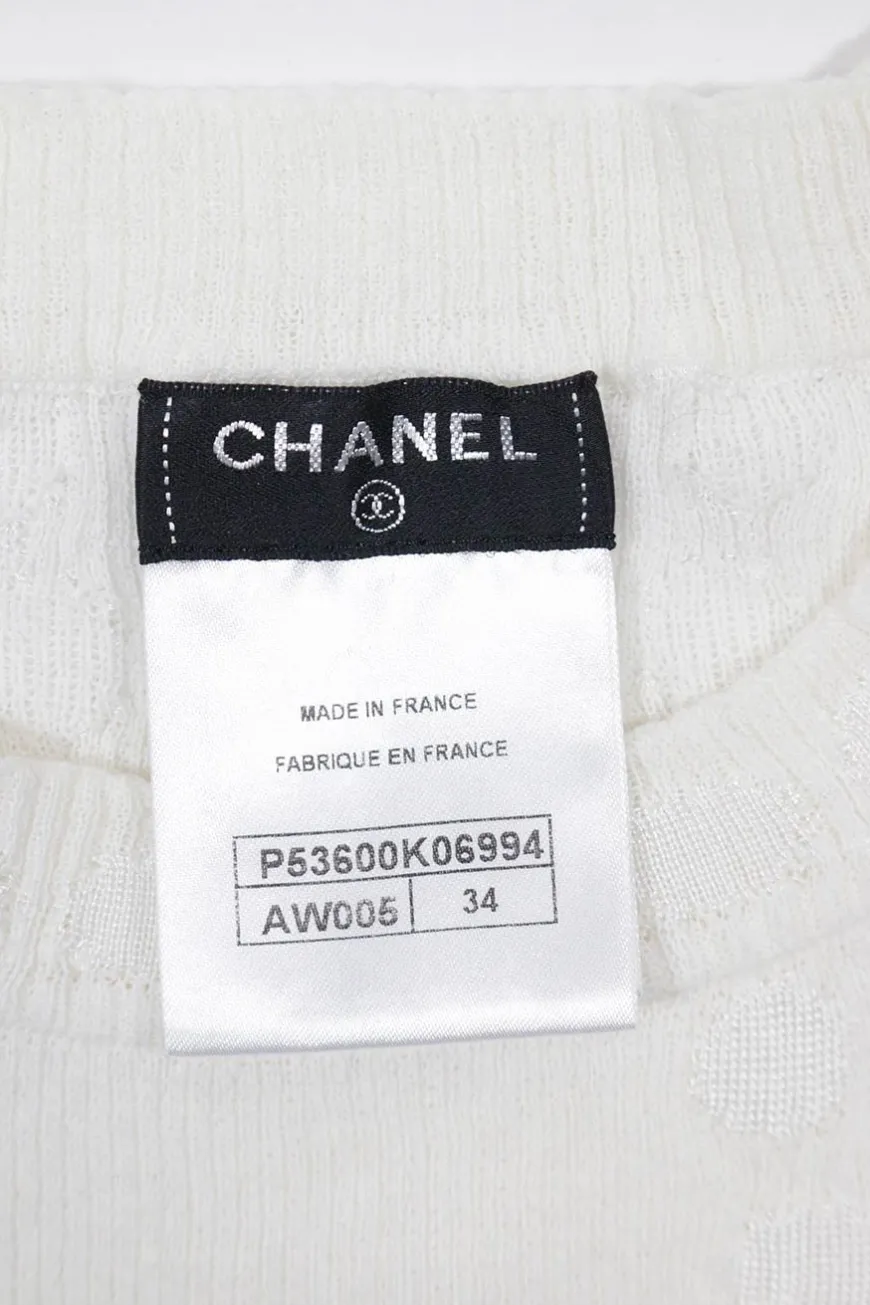 CHANEL
MADE IN FRANCE
FABRIQUE EN FRANCE
P53600K06994
AW005 34